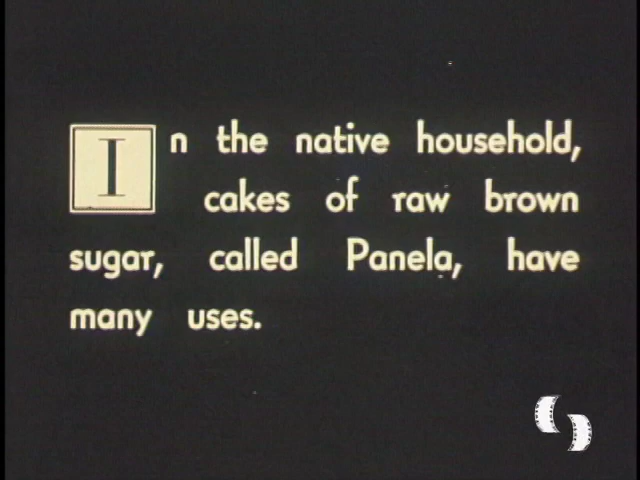 In the native household,
cakes of raw brown
sugar, called Panela, have
many uses.